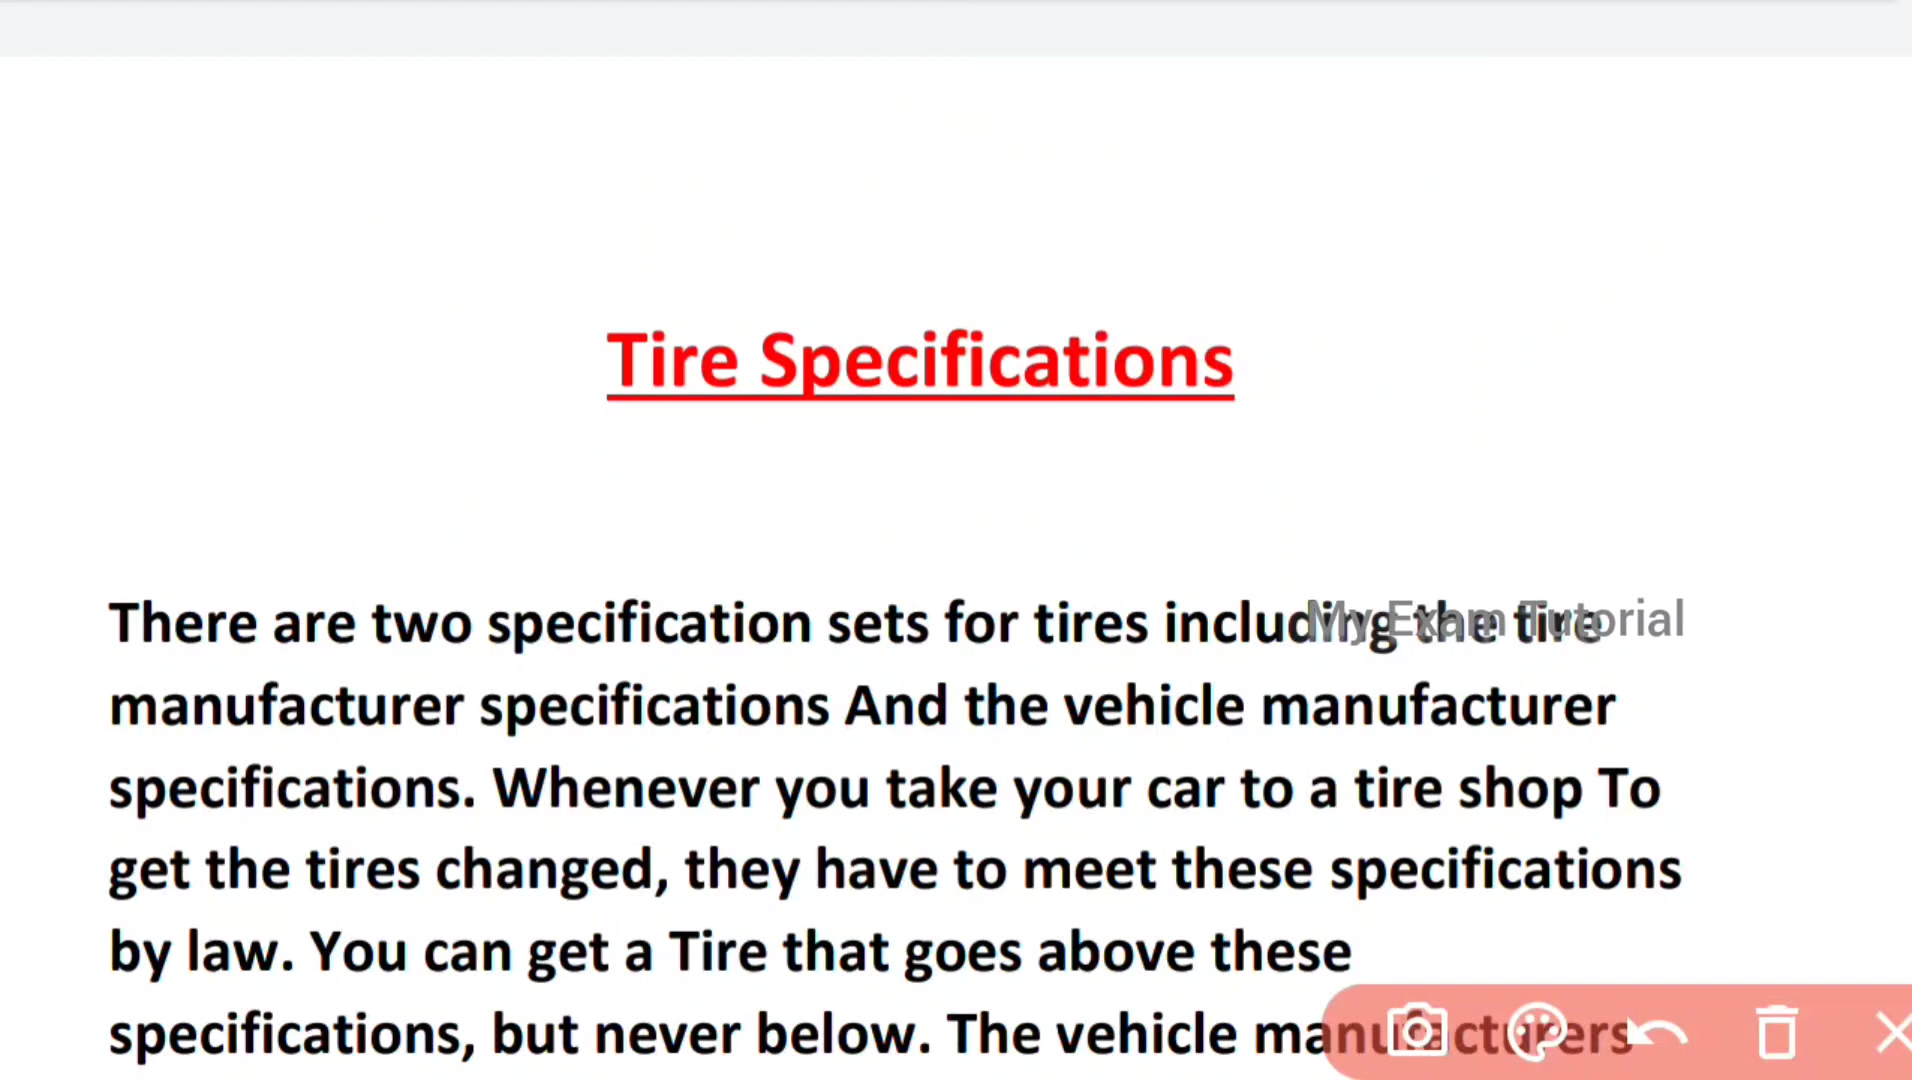 Tire Specifications
There are two specification sets for tires including the tire
My Exam Tutorial
manufacturer specifications And the vehicle manufacturer
specifications. Whenever you take your car to a tire shop To
get the tires changed, they have to meet these specifications
by law. You can get a Tire that goes above these
specifications, but never below. The vehicle manufacturers